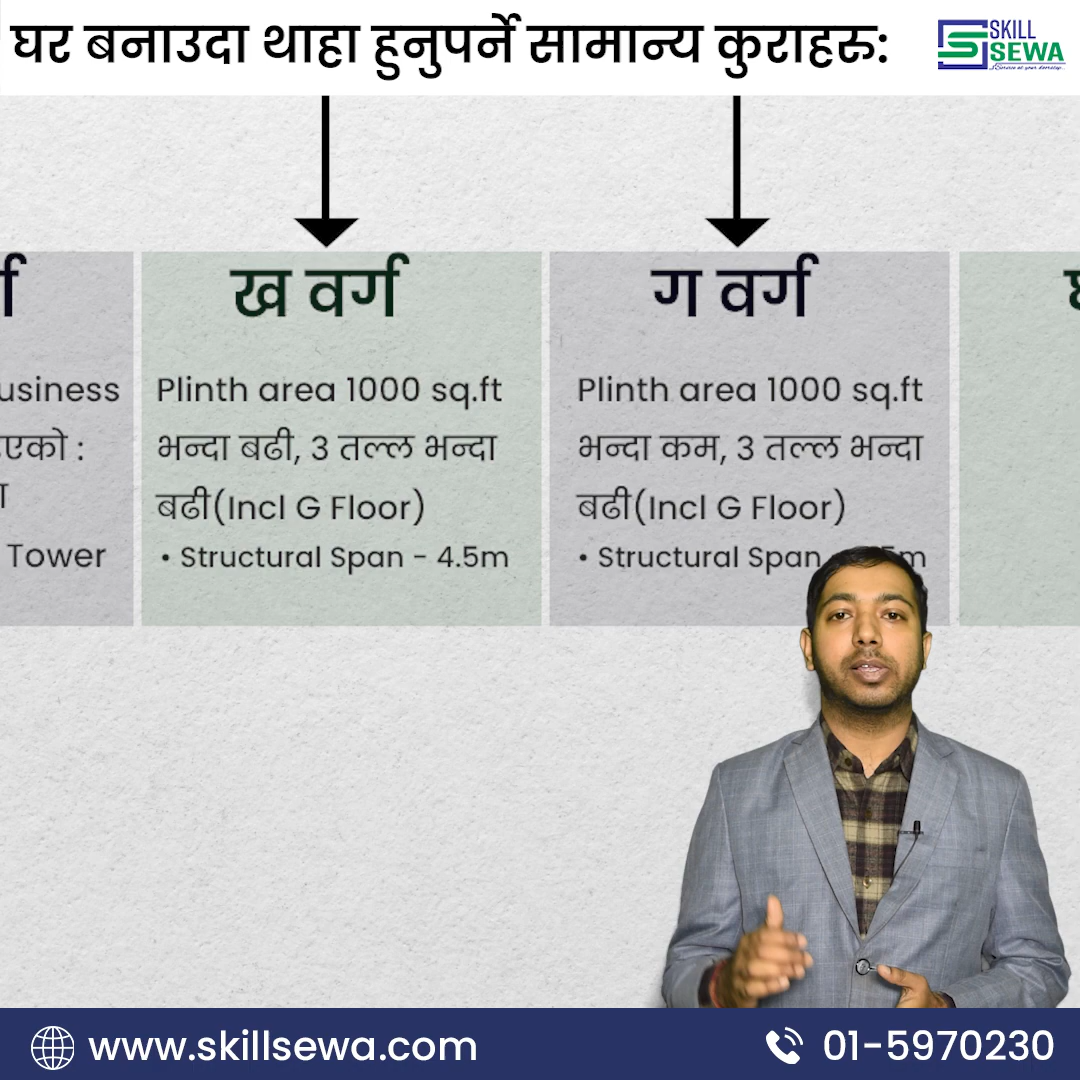 घर बनाउदा थाहा हुनुपर्ने सामान्य कुराहरु:
SKILL
SEWA
usiness
एको :
Tower
ख वर्ग
Plinth area 1000 sq.ft
भन्दा बढी, 3 तल्ल भन्दा
बढी(Incl G Floor)
• Structural Span - 4.5m
ग वर्ग
Plinth area 1000 sq.ft
भन्दा कम, 3 तल्ल भन्दा
बढी(Incl G Floor)
• Structural Span
www.skillsewa.com
01-5970230